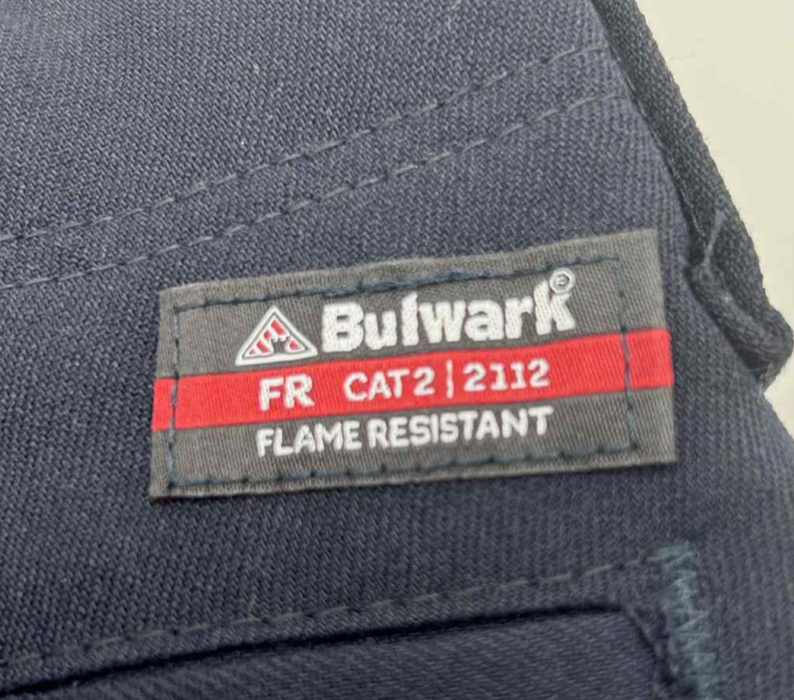 Bulwark®
FR CAT2 | 2112
FLAME RESISTANT